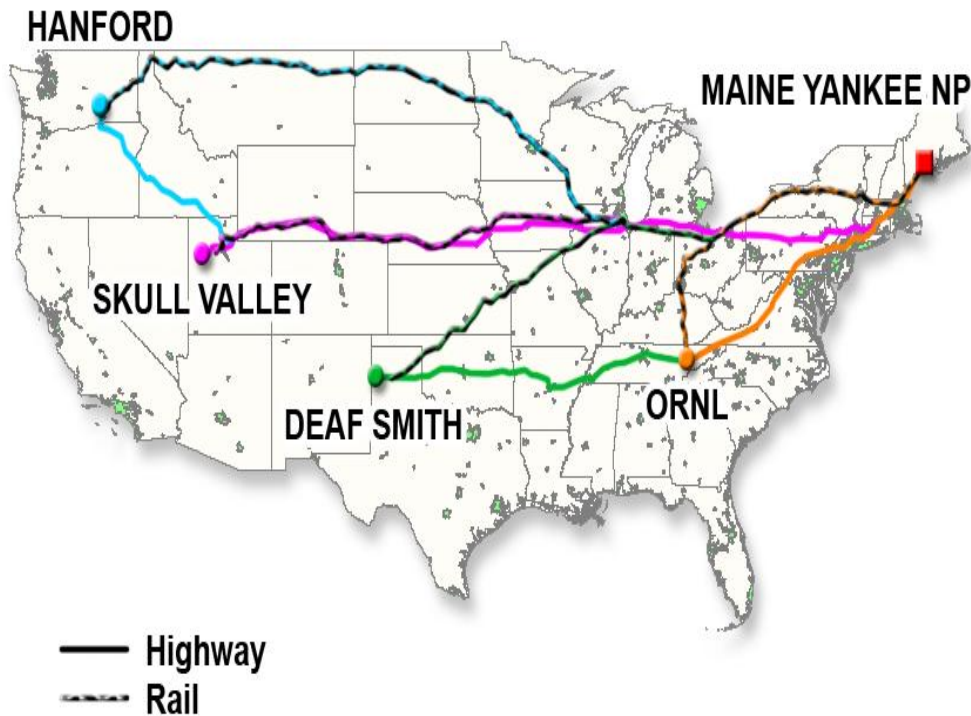 HANFORD
MAINE YANKEE NP
SKULL VALLEY
DEAF SMITH
ORNL
Highway
Rail